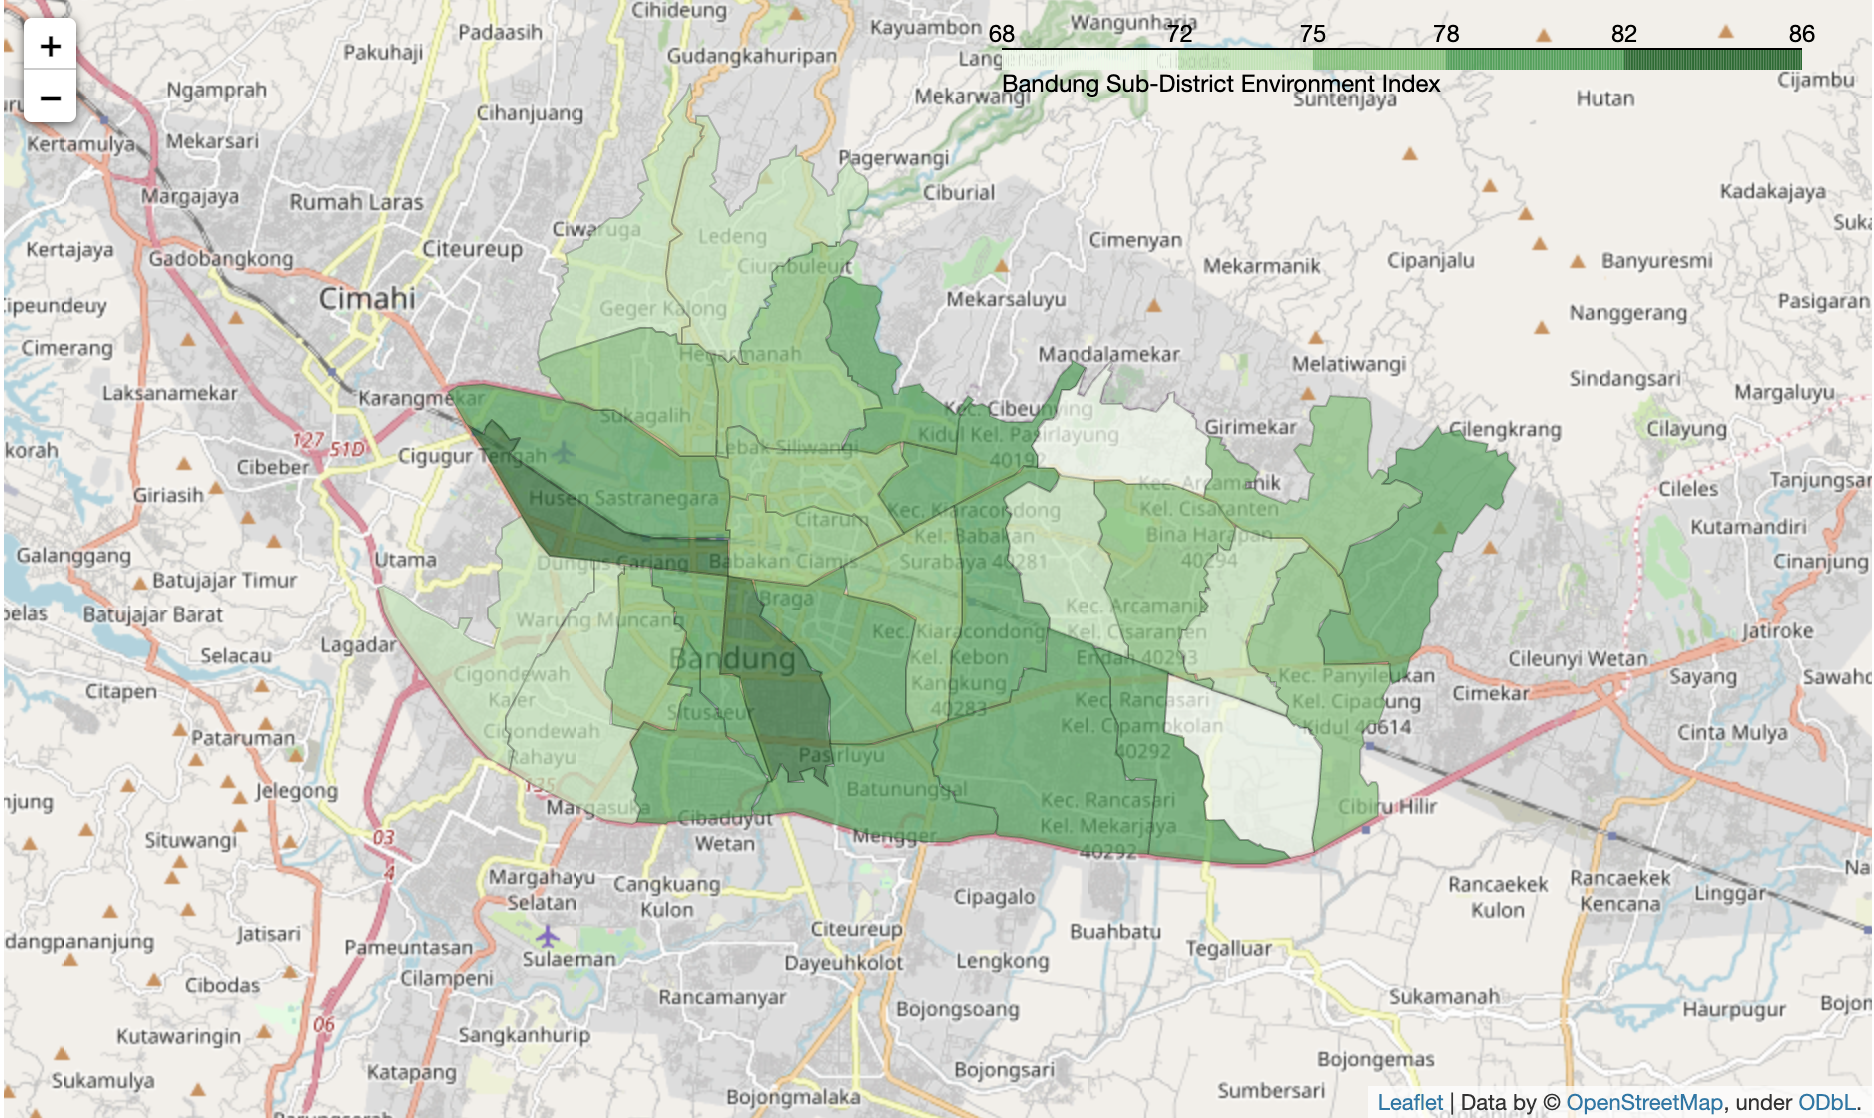 Cihideung
Wangunharja
Kayuambon
Padaasih
68 72 75 78 82 86
+
Pakuhaji
Gudangkahuripan
Cibodas
Bandung Sub-District Environment Index
Cijambu
Ngamprah
−
Mekarwangi
Suntenjaya
Hutan
Cihanjuang
Kertamulya
Mekarsari
Pagerwangi
Margajaya
Rumah Laras
Ciburial
Kadakajaya
Ciwaruga
Ledeng
Kertajaya
Citeureup
Cimenyan
Gadobangkong
Ciumbuleuit
Mekarmanik
Cipanjalu
Banyuresmi
Cimahi
Geger Kalong
Mekarsaluyu
Nanggerang
Pasigaran
Cimerang
Hegarmanah
Mandalamekar
Melatiwangi
Sindangsari
Laksanamekar
Karangmekar
Margaluyu
Sukagalih
Kec. Cibeunying
Kidul Kel. Pasirlayung
Girimekar
Cilengkrang
Cilayung
127
51D
Lebak Siliwangi
Cibeber
Cigugur Tengah
Kec. Arcamanik
Kel. Cisaranten
Bina Harapan
40294
Cileles
Giriasih
Husen Sastranegara
Kec. Kiaracondong
Kel. Babakan
Surabaya 40281
Citarum
Kutamandiri
Galanggang
Utama
Dungus Cariang
Babakan Ciamis
Cinanjung
Batujajar Timur
Braga
Batujajar Barat
Warung Muncang
Kec. Arcamanik
Kel. Cisaranten
Endah 40293
Kec. Kiaracondong
Kel. Kebon
Kangkung
40283
Jatiroke
Lagadar
Selacau
Bandung
Cileunyi Wetan
Cigondewah
Kaler
Kec. Panyileukan
Kel. Cipadung
Kidul 40614
Sayang
Citapen
Cimekar
Kec. Rancasari
Kel. Cipamokolan
40292
Situsaeur
Pataruman
Cigondewah
Rahayu
Cinta Mulya
Pasirluyu
Jelegong
Batununggal
Margasuka
Kec. Rancasari
Kel. Mekarjaya
40292
Cibiru Hilir
Cibaduyut
Wetan
Situwangi
03
4
Mengger
Margahayu
Selatan
Cangkuang
Kulon
Cipagalo
Rancaekek
Kulon
Rancaekek
Kencana
Linggar
Jatisari
Citeureup
Buahbatu
Pameuntasan
Sulaeman
Tegalluar
Dayeuhkolot
Lengkong
Cibodas
Cilampeni
Rancamanyar
Sukamanah
Bojongsoang
Haurpugur
06
Kutawaringin
Sangkanhurip
Bojongemas
Katapang
Bojongsari
Sukamulya
Bojongmalaka
Sumbersari
Leaflet | Data by © OpenStreetMap, under ODbL.